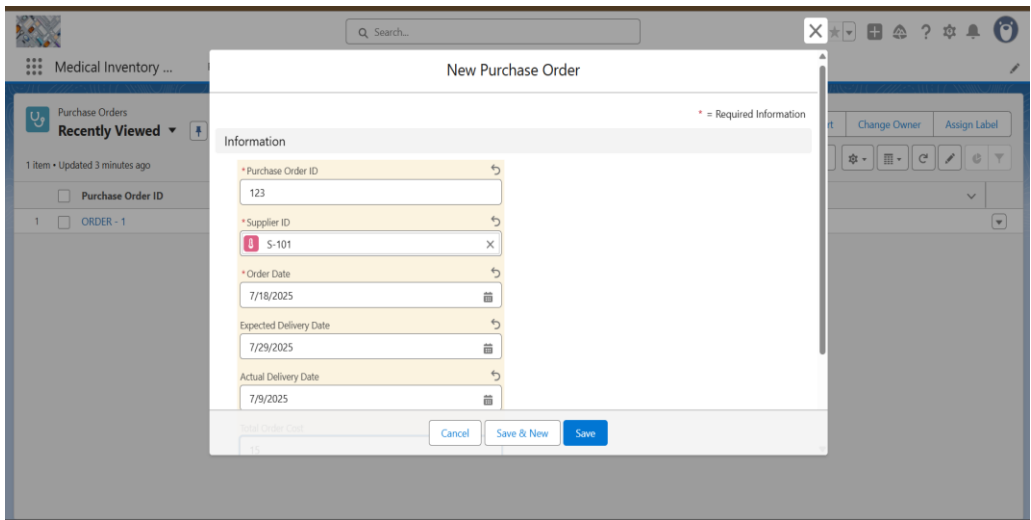 Search...
Medical Inventory ...
New Purchase Order
* = Required Information
Purchase Orders
Recently Viewed
Change Owner
Assign Label
Information
1 item • Updated 3 minutes ago
*Purchase Order ID
123
Purchase Order ID
1 ORDER - 1
*Supplier ID
S-101
*Order Date
7/18/2025
Expected Delivery Date
7/29/2025
Actual Delivery Date
7/9/2025
Total Order Cost
15
Cancel
Save & New
Save